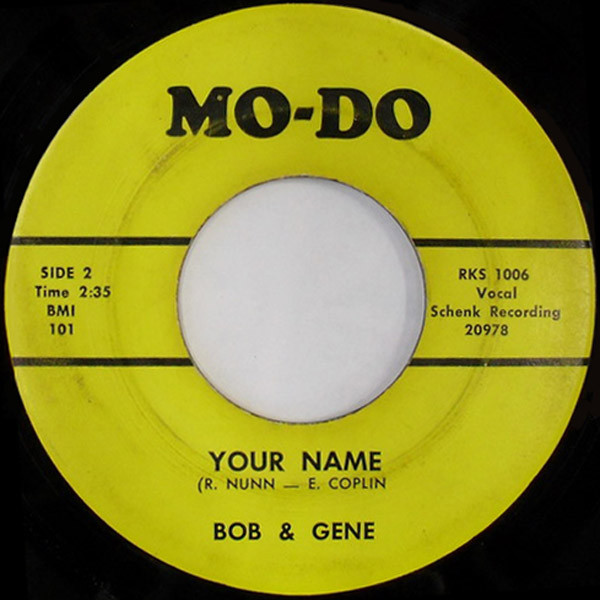 MO-DO
SIDE 2
Time 2:35
BMI
101
RKS 1006
Vocal
Schenk Recording
20978
YOUR NAME
(R. NUNN — E. COPLIN
BOB & GENE